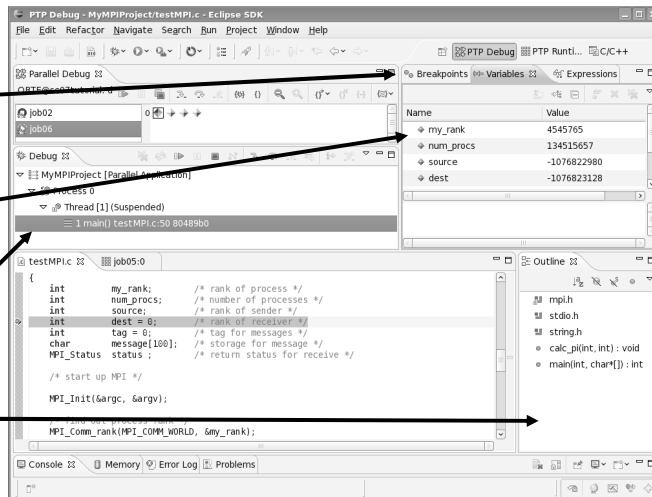 PTP Debug - MyMPIProject/testMPI.c - Eclipse SDK
File Edit Refactor Navigate Search Run Project Window Help
PTP Debug PTP Runti... C/C++
Parallel Debug
job02
0
job06
Breakpoints Variables Expressions
Name Value
my_rank 4545765
num_procs 134515657
source -1076822980
dest -1076823128
Debug
MyMPIProject [Parallel Application]
Process 0
Thread [1] (Suspended)
1 main() testMPI.c:50 80489b0
testMPI.c job05:0
{
int my_rank; /* rank of process */
int num_procs; /* number of processes */
int source; /* rank of sender */
int dest = 0; /* rank of receiver */
int tag = 0; /* tag for messages */
char message[100]; /* storage for message */
MPI_Status status ; /* return status for receive */
/* start up MPI */
MPI_Init(&argc, &argv);
/* find out process rank */
MPI_Comm_rank(MPI_COMM_WORLD, &my_rank);
Outline
mpi.h
stdio.h
string.h
calc_pi(int, int) : void
main(int, char*[]) : int
Console Memory Error Log Problems